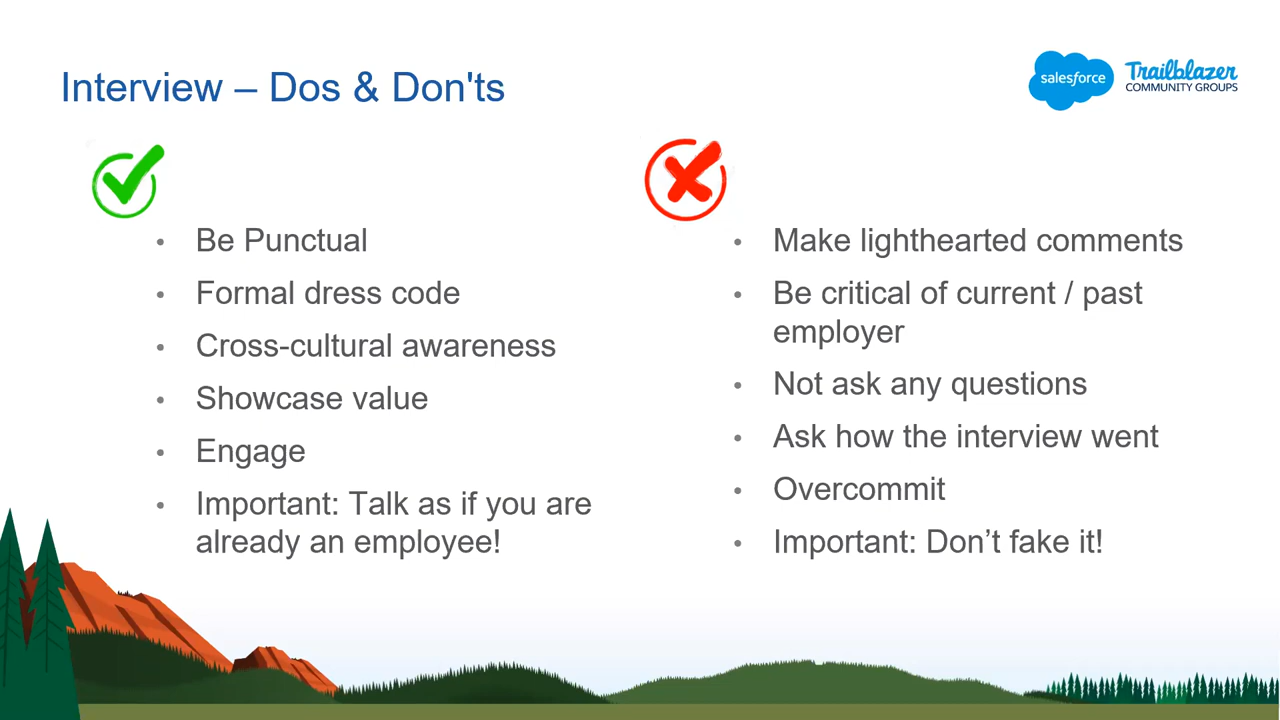 Interview – Dos & Don'ts
salesforce
Trailblazer
COMMUNITY GROUPS
• Be Punctual
• Formal dress code
• Cross-cultural awareness
• Showcase value
• Engage
• Important: Talk as if you are
already an employee!
• Make lighthearted comments
• Be critical of current / past
employer
• Not ask any questions
• Ask how the interview went
• Overcommit
• Important: Don’t fake it!